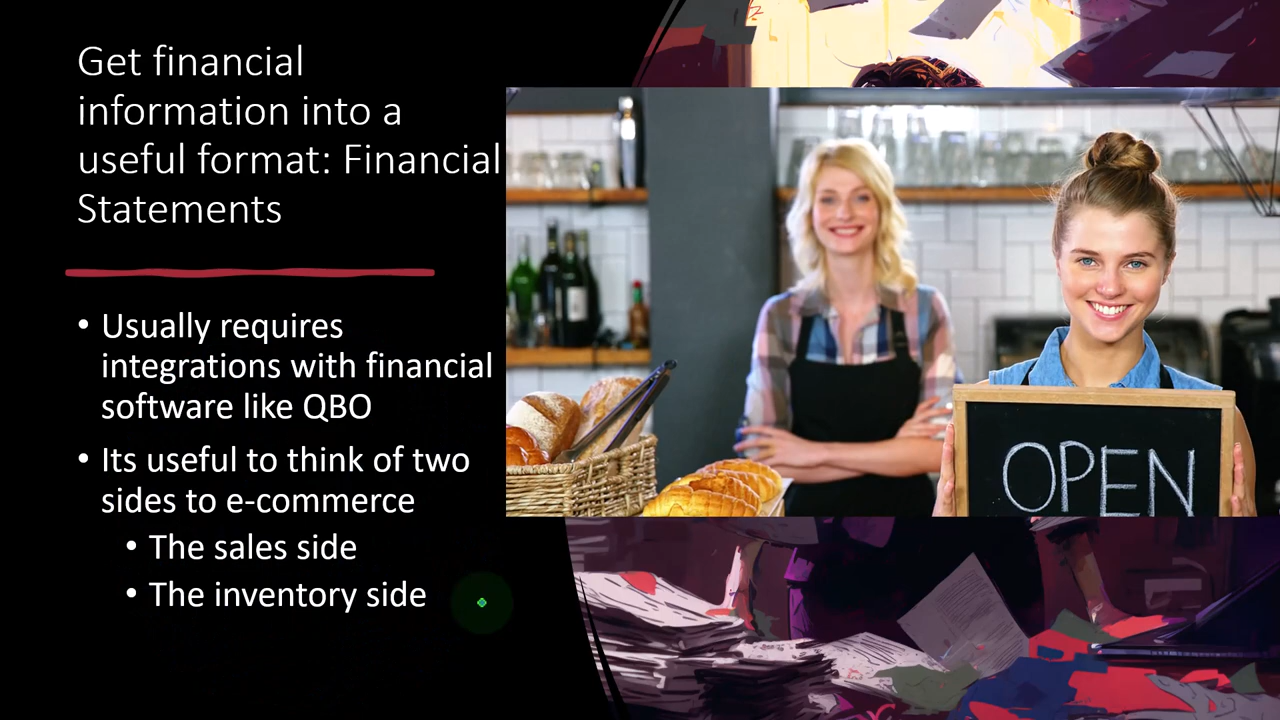 Get financial
information into a
useful format: Financial
Statements
• Usually requires
integrations with financial
software like QBO
• Its useful to think of two
sides to e-commerce
• The sales side
• The inventory side
OPEN